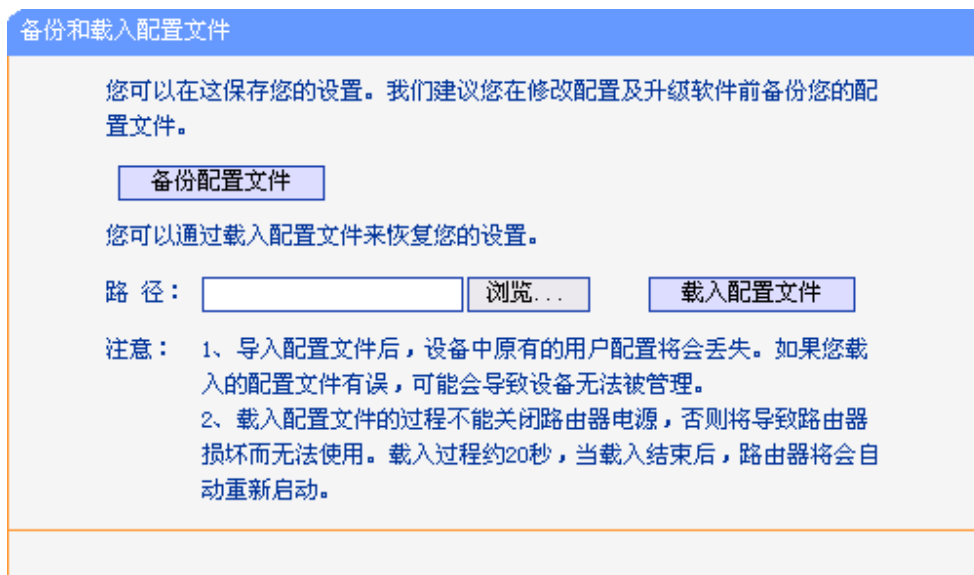 备份和载入配置文件
您可以在这保存您的设置。我们建议您在修改配置及升级软件前备份您的配
置文件。
备份配置文件
您可以通过载入配置文件来恢复您的设置。
路 径： 浏览... 载入配置文件
注意： 1、导入配置文件后，设备中原有的用户配置将会丢失。如果您载
入的配置文件有误，可能会导致设备无法被管理。
2、载入配置文件的过程不能关闭路由器电源，否则将导致路由器
损坏而无法使用。载入过程约20秒，当载入结束后，路由器将会自
动重新启动。